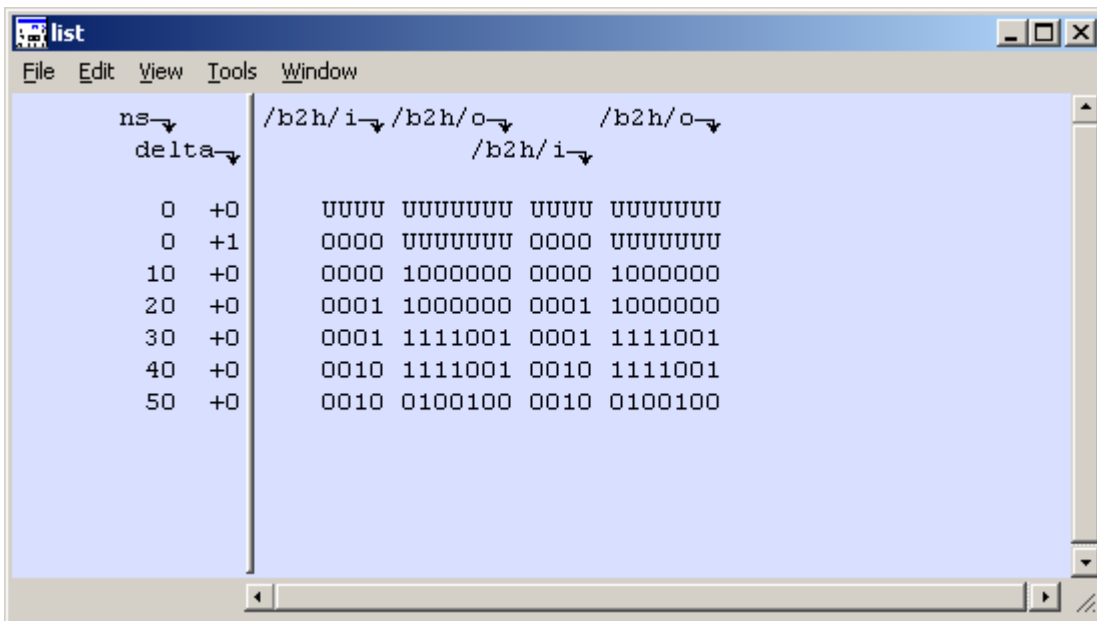 list
File Edit View Tools Window
ns /b2h/i /b2h/o /b2h/o
delta /b2h/i
0 +0 UUUU UUUUUUU UUUU UUUUUUU
0 +1 0000 UUUUUUU 0000 UUUUUUU
10 +0 0000 1000000 0000 1000000
20 +0 0001 1000000 0001 1000000
30 +0 0001 1111001 0001 1111001
40 +0 0010 1111001 0010 1111001
50 +0 0010 0100100 0010 0100100